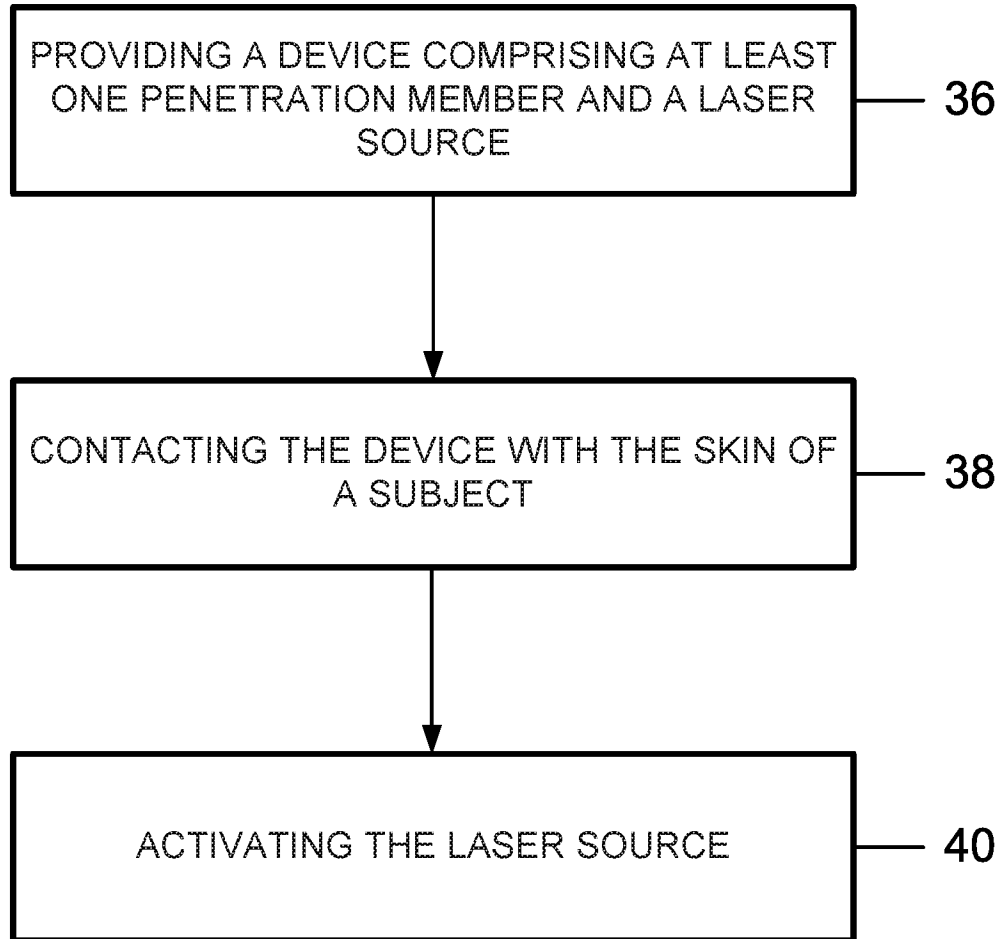 PROVIDING A DEVICE COMPRISING AT LEAST
ONE PENETRATION MEMBER AND A LASER
SOURCE
36
CONTACTING THE DEVICE WITH THE SKIN OF
A SUBJECT
38
ACTIVATING THE LASER SOURCE
40